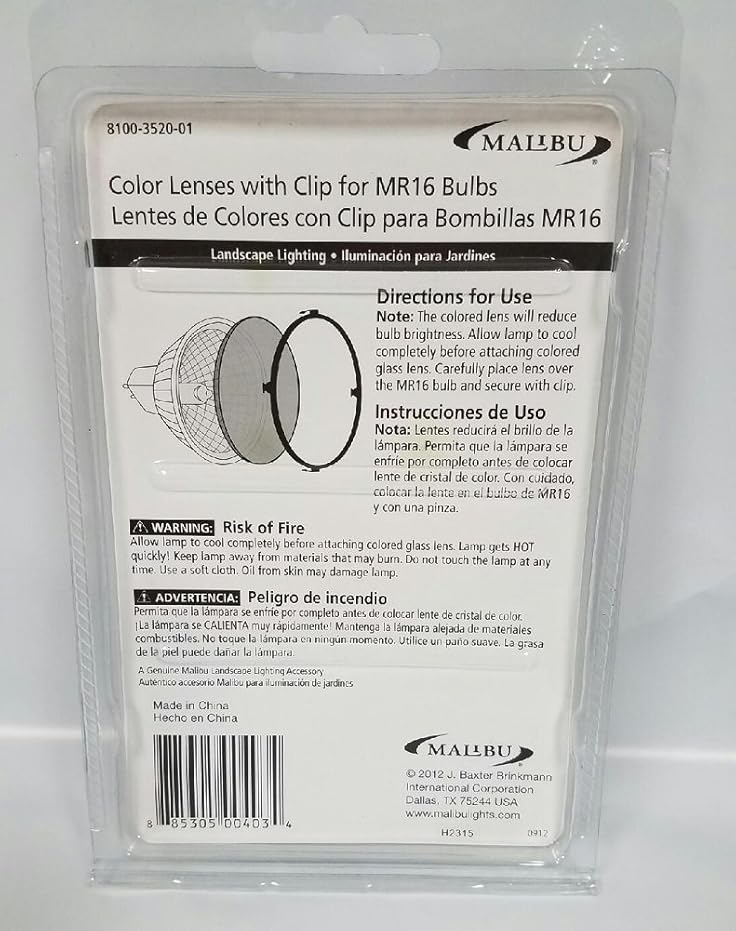 8100-3520-01
MALIBU®
Color Lenses with Clip for MR16 Bulbs
Lentes de Colores con Clip para Bombillas MR16
Landscape Lighting • Iluminación para Jardines
Directions for Use
Note: The colored lens will reduce
bulb brightness. Allow lamp to cool
completely before attaching colored
glass lens. Carefully place lens over
the MR16 bulb and secure with clip.
Instrucciones de Uso
Nota: Lentes reducirá el brillo de la
lámpara. Permita que la lámpara se
enfríe por completo antes de colocar
lente de cristal de color. Con cuidado,
colocar la lente en el bulbo de MR16
y con una pinza.
WARNING: Risk of Fire
Allow lamp to cool completely before attaching colored glass lens. Lamp gets HOT
quickly! Keep lamp away from materials that may burn. Do not touch the lamp at any
time. Use a soft cloth. Oil from skin may damage lamp.
ADVERTENCIA: Peligro de incendio
Permita que la lámpara se enfríe por completo antes de colocar lente de cristal de color.
¡La lámpara se CALIENTA muy rápidamente! Mantenga la lámpara alejada de materiales
combustibles. No toque la lámpara en ningún momento. Utilice un paño suave. La grasa
de la piel puede dañar la lámpara.
A Genuine Malibu Landscape Lighting Accessory
Auténtico accesorio Malibu para iluminación de jardines
Made in China
Hecho en China
8 85305 00403 4
MALIBU®
© 2012 J. Baxter Brinkmann
International Corporation
Dallas, TX 75244 USA
www.malibulights.com
H2315 0912